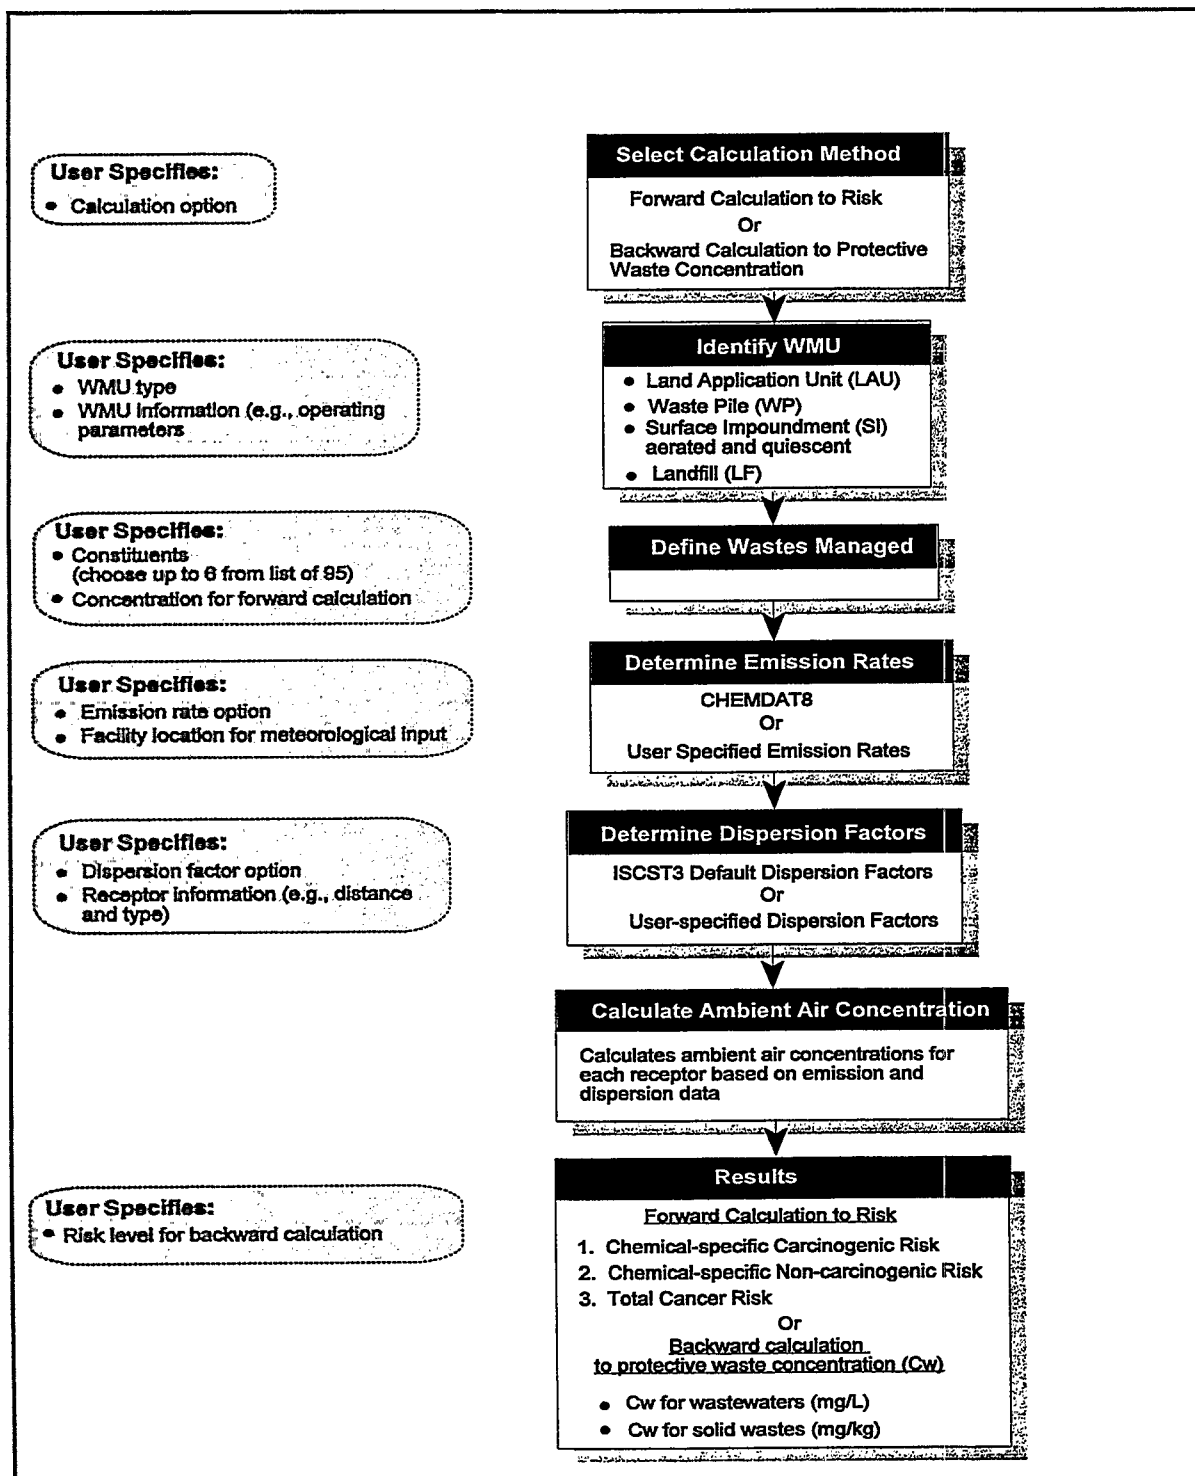 User Specifies:
• Calculation option
Select Calculation Method
Forward Calculation to Risk
Or
Backward Calculation to Protective
Waste Concentration
User Specifies:
• WMU type
• WMU information (e.g., operating
parameters
Identify WMU
• Land Application Unit (LAU)
• Waste Pile (WP)
• Surface Impoundment (SI)
aerated and quiescent
• Landfill (LF)
User Specifies:
• Constituents
(choose up to 6 from list of 95)
• Concentration for forward calculation
Define Wastes Managed
User Specifies:
• Emission rate option
• Facility location for meteorological input
Determine Emission Rates
CHEMDAT8
Or
User Specified Emission Rates
User Specifies:
• Dispersion factor option
• Receptor information (e.g., distance
and type)
Determine Dispersion Factors
ISCST3 Default Dispersion Factors
Or
User-specified Dispersion Factors
Calculate Ambient Air Concentration
Calculates ambient air concentrations for
each receptor based on emission and
dispersion data
User Specifies:
• Risk level for backward calculation
Results
Forward Calculation to Risk
1. Chemical-specific Carcinogenic Risk
2. Chemical-specific Non-carcinogenic Risk
3. Total Cancer Risk
Or
Backward calculation
to protective waste concentration (Cw)
• Cw for wastewaters (mg/L)
• Cw for solid wastes (mg/kg)